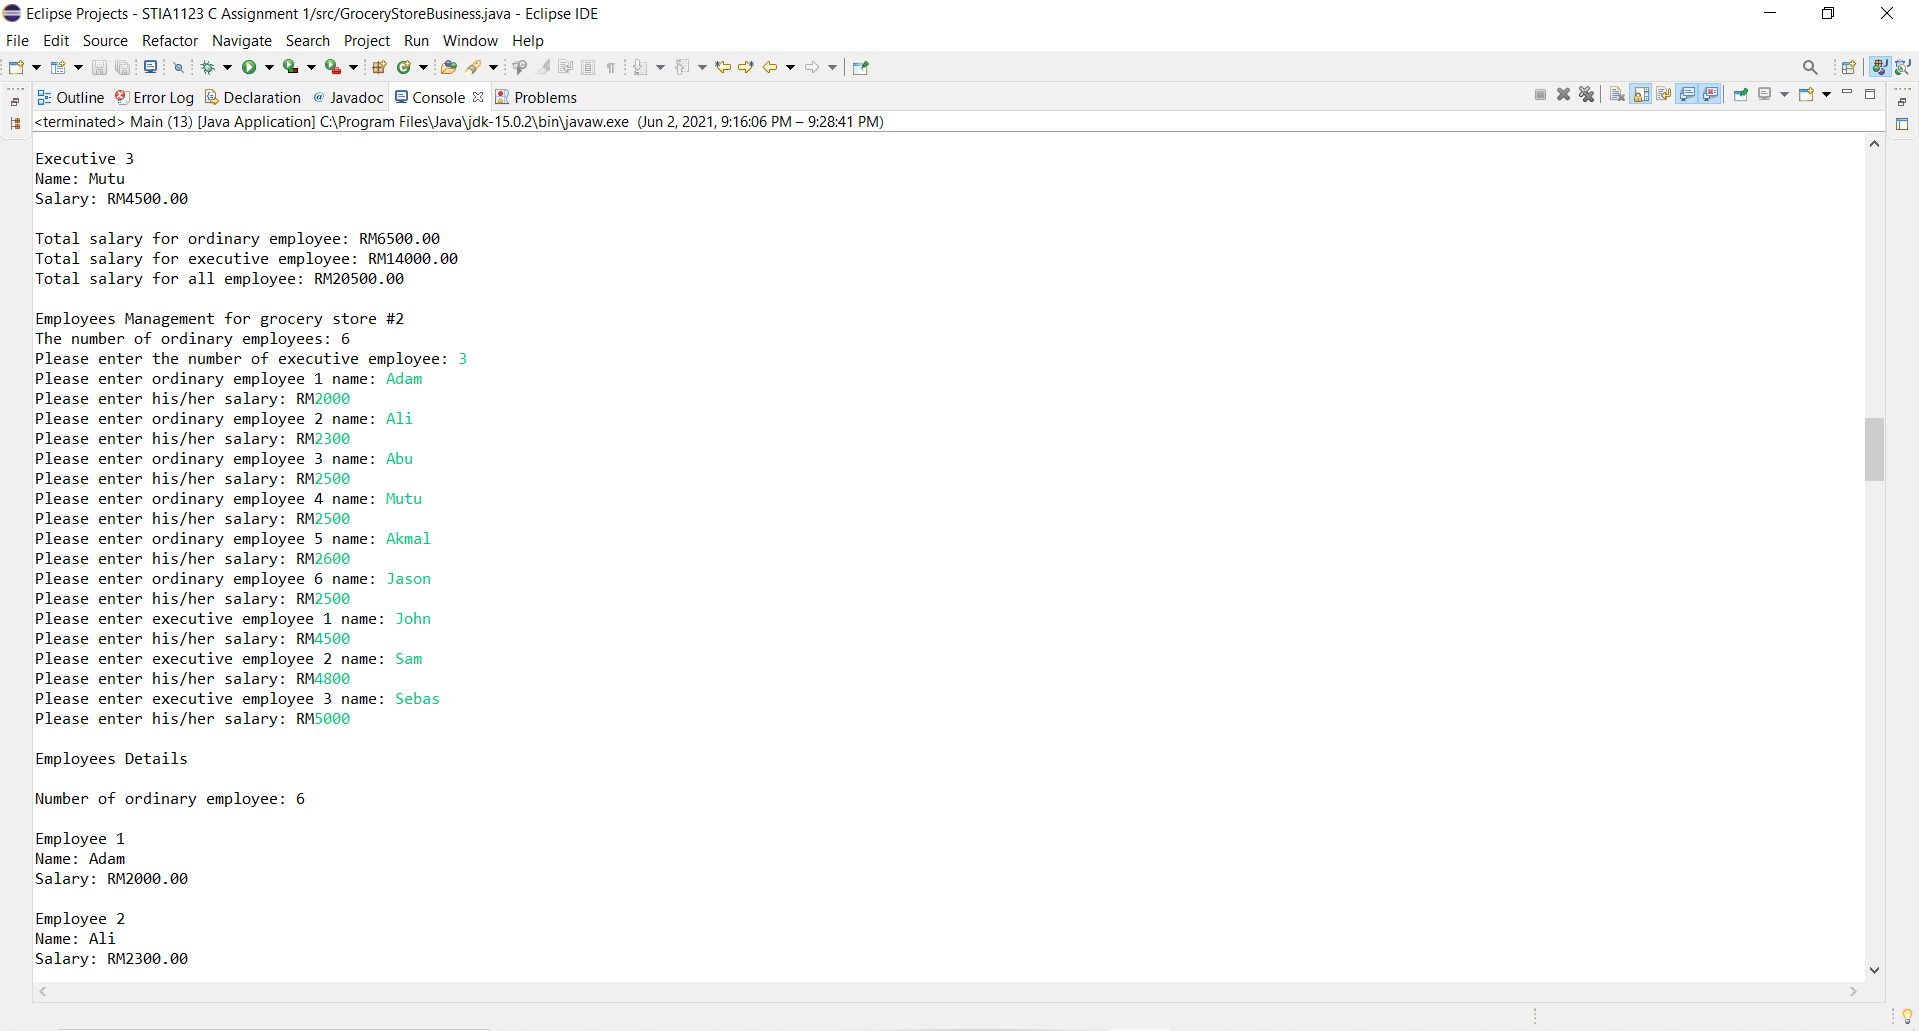 Eclipse Projects - STIA1123 C Assignment 1/src/GroceryStoreBusiness.java - Eclipse IDE
File Edit Source Refactor Navigate Search Project Run Window Help
Outline Error Log Declaration @ Javadoc Console Problems
<terminated> Main (13) [Java Application] C:\Program Files\Java\jdk-15.0.2\bin\javaw.exe (Jun 2, 2021, 9:16:06 PM – 9:28:41 PM)
Executive 3
Name: Mutu
Salary: RM4500.00
Total salary for ordinary employee: RM6500.00
Total salary for executive employee: RM14000.00
Total salary for all employee: RM20500.00
Employees Management for grocery store #2
The number of ordinary employees: 6
Please enter the number of executive employee: 3
Please enter ordinary employee 1 name: Adam
Please enter his/her salary: RM2000
Please enter ordinary employee 2 name: Ali
Please enter his/her salary: RM2300
Please enter ordinary employee 3 name: Abu
Please enter his/her salary: RM2500
Please enter ordinary employee 4 name: Mutu
Please enter his/her salary: RM2500
Please enter ordinary employee 5 name: Akmal
Please enter his/her salary: RM2600
Please enter ordinary employee 6 name: Jason
Please enter his/her salary: RM2500
Please enter executive employee 1 name: John
Please enter his/her salary: RM4500
Please enter executive employee 2 name: Sam
Please enter his/her salary: RM4800
Please enter executive employee 3 name: Sebas
Please enter his/her salary: RM5000
Employees Details
Number of ordinary employee: 6
Employee 1
Name: Adam
Salary: RM2000.00
Employee 2
Name: Ali
Salary: RM2300.00